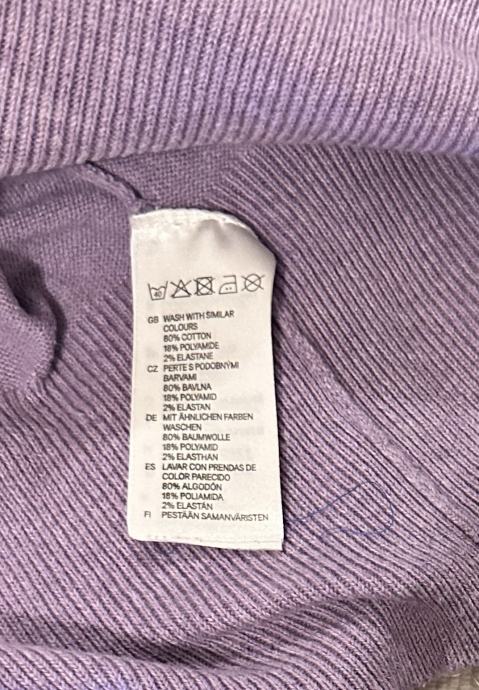 40
GB WASH WITH SIMILAR
COLOURS
80% COTTON
18% POLYAMIDE
2% ELASTANE
CZ PERTE S PODOBNÝMI
BARVAMI
80% BAVLNA
18% POLYAMID
2% ELASTAN
DE MIT ÄHNLICHEN FARBEN
WASCHEN
80% BAUMWOLLE
18% POLYAMID
2% ELASTHAN
ES LAVAR CON PRENDAS DE
COLOR PARECIDO
80% ALGODÓN
18% POLIAMIDA
2% ELASTÁN
FI PESTÄÄN SAMANVÄRISTEN